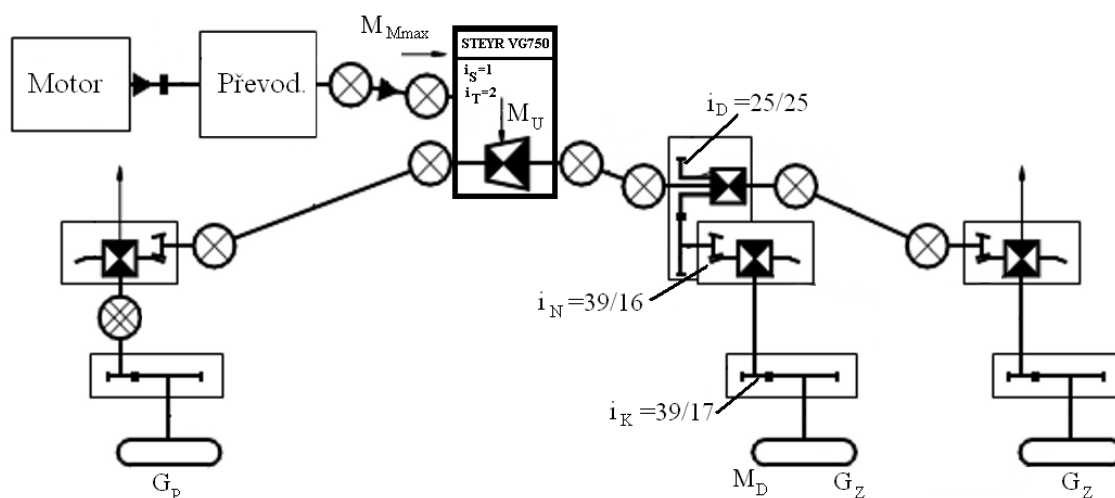 M Mmax
STEYR VG750
Motor
Převod.
i S=1
i T=2
M U
i D =25/25
i N =39/16
i K =39/17
G P
M D
G Z
G Z